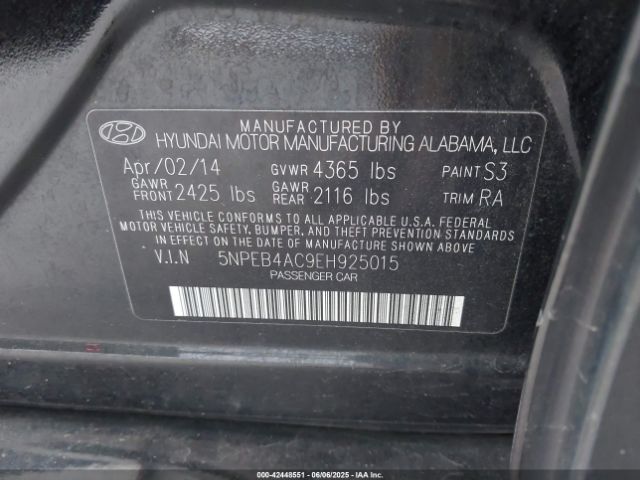 MANUFACTURED BY
HYUNDAI MOTOR MANUFACTURING ALABAMA, LLC
Apr/02/14 GVWR 4365 lbs PAINT S3
GAWR FRONT 2425 lbs GAWR REAR 2116 lbs TRIM RA
THIS VEHICLE CONFORMS TO ALL APPLICABLE U.S.A. FEDERAL
MOTOR VEHICLE SAFETY, BUMPER, AND THEFT PREVENTION STANDARDS
IN EFFECT ON THE DATE OF MANUFACTURE SHOWN ABOVE.
V.I.N 5NPEB4AC9EH925015
PASSENGER CAR
000-42448551 - 06/06/2025 - © IAA Holdings, LLC